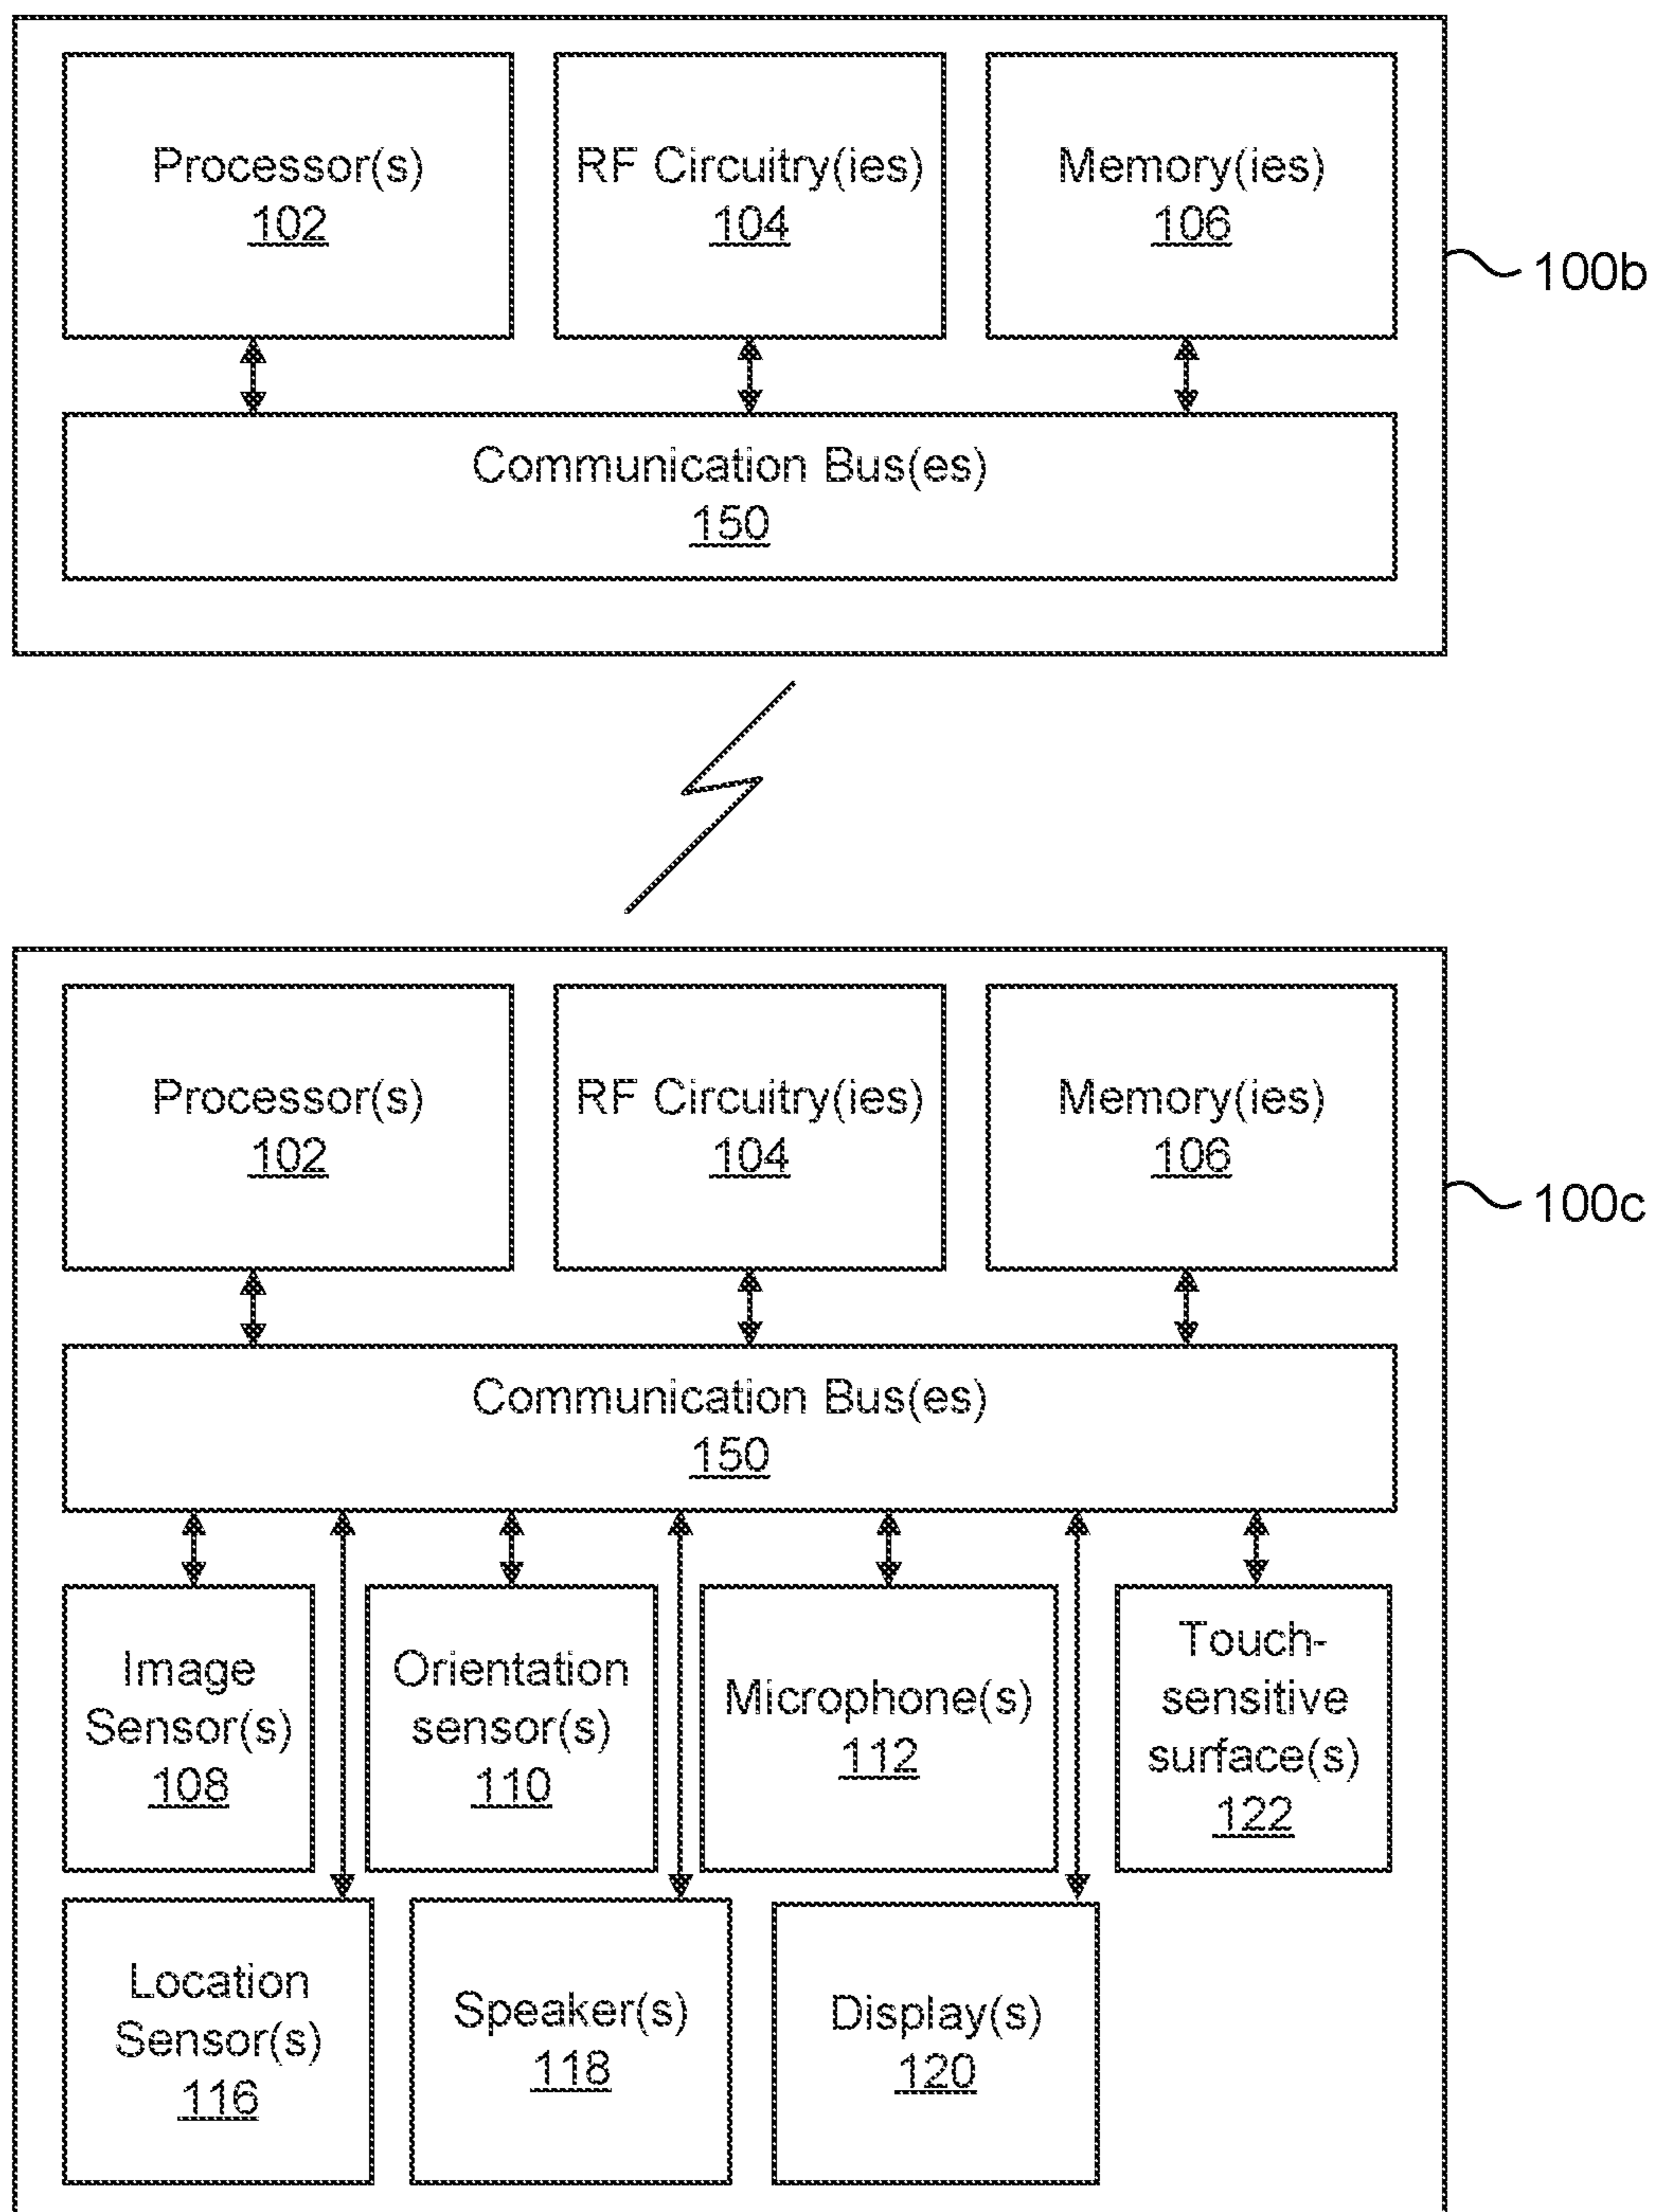 Processor(s)
102
RF Circuitry(ies)
104
Memory(ies)
106
100b
Communication Bus(es)
150
Processor(s)
102
RF Circuitry(ies)
104
Memory(ies)
106
100c
Communication Bus(es)
150
Image
Sensor(s)
108
Orientation
sensor(s)
110
Microphone(s)
112
Touch-
sensitive
surface(s)
122
Location
Sensor(s)
116
Speaker(s)
118
Display(s)
120